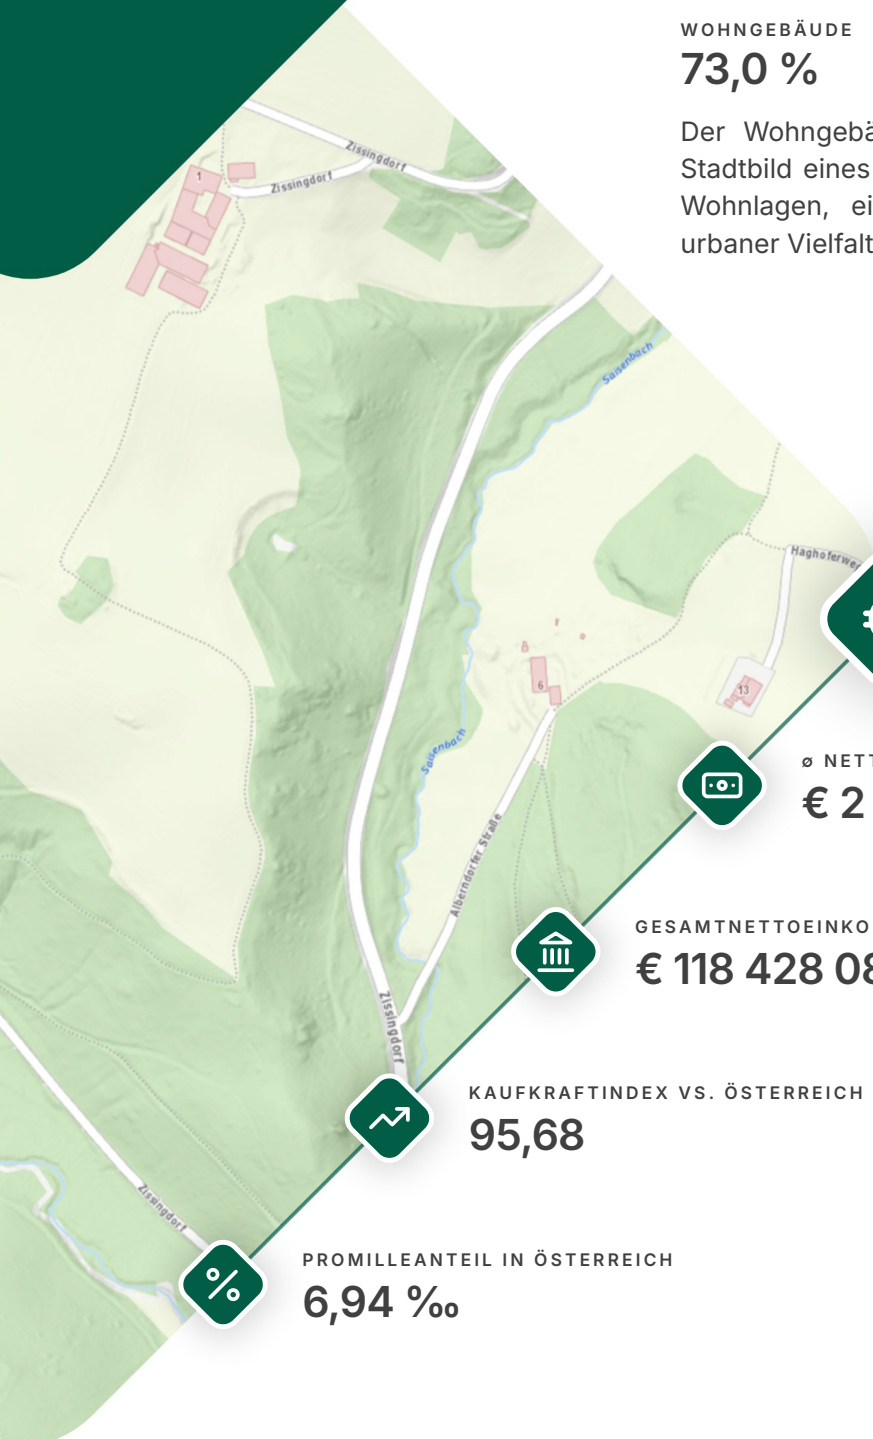 WOHNGEBÄUDE
73,0 %
Der Wohngebä
Stadtbild eines
Wohnlagen, ei
urbaner Vielfalt
Zissingdorf
Zissingdorf
1
Saisenbach
Haghoferweg
6
13
Saisenbach
ø NETT
€ 2
Alberndorfer Straße
GESAMTNETTOEINKO
€ 118 428 08
Zissingdorf
KAUFKRAFTINDEX VS. ÖSTERREICH
95,68
Zissingdorf
PROMILLEANTEIL IN ÖSTERREICH
6,94 ‰